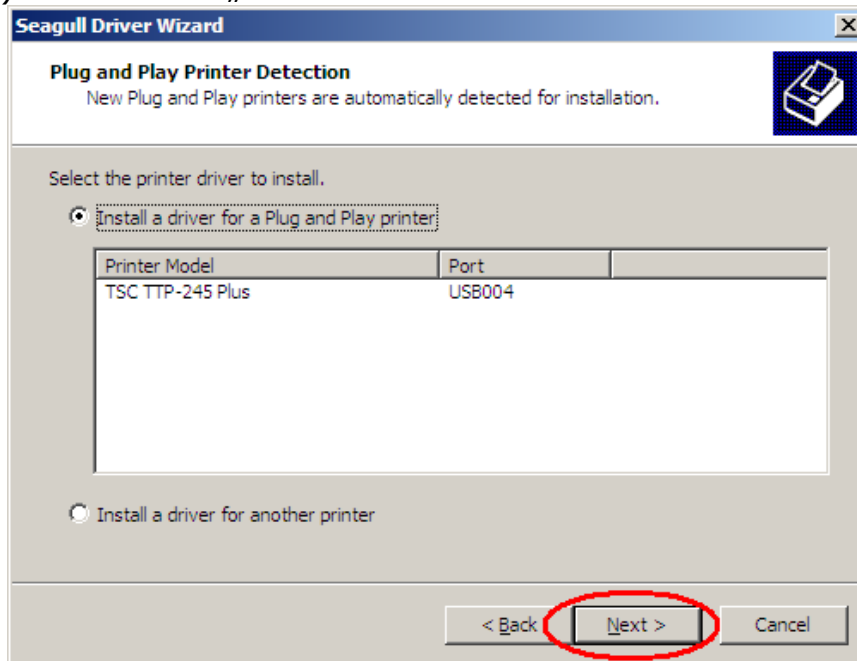 Seagull Driver Wizard
Plug and Play Printer Detection
New Plug and Play printers are automatically detected for installation.
Select the printer driver to install.
Install a driver for a Plug and Play printer
Printer Model Port
TSC TTP-245 Plus USB004
Install a driver for another printer
< Back Next > Cancel